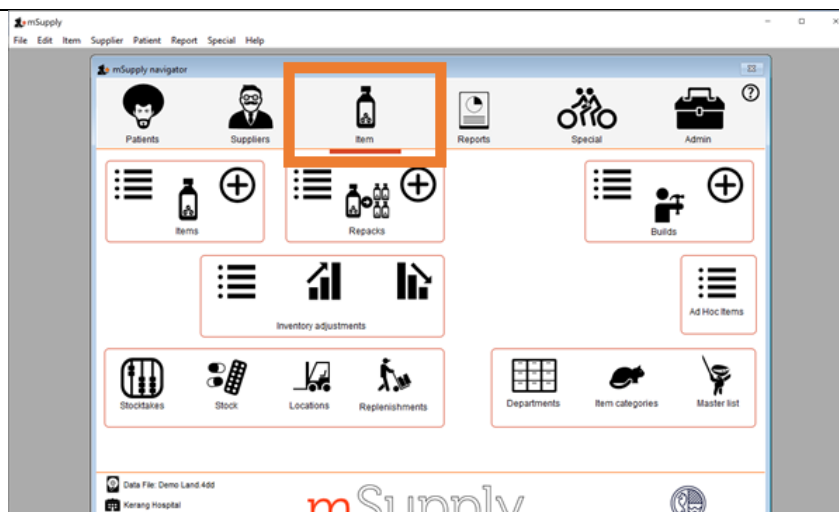 mSupply
File Edit Item Supplier Patient Report Special Help
mSupply navigator
Patients Suppliers Item Reports Special Admin
?
Items Repacks Builds
Inventory adjustments
Ad Hoc Items
Stocktakes Stock Locations Replenishments Departments Item categories Master list
Data File: Demo Land.4dd
Kerang Hospital
mSupply